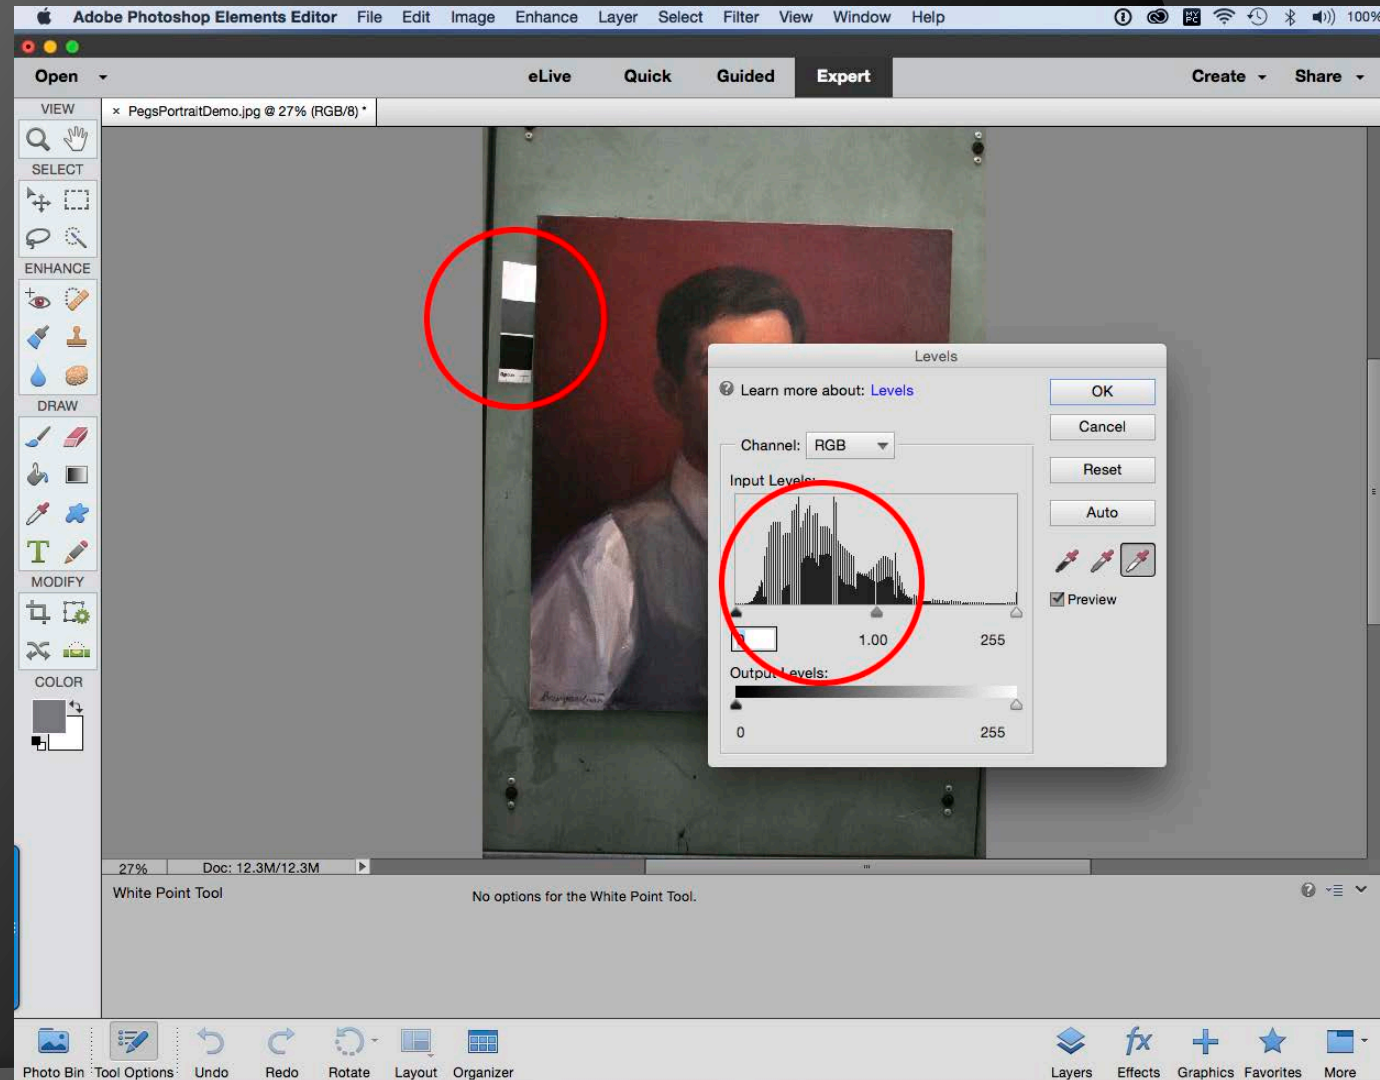 Adobe Photoshop Elements Editor File Edit Image Enhance Layer Select Filter View Window Help 100%
Open eLive Quick Guided Expert Create Share
VIEW
× PegsPortraitDemo.jpg @ 27% (RGB/8) *
SELECT
ENHANCE
DRAW
MODIFY
COLOR
Levels
Learn more about: Levels
OK
Cancel
Channel: RGB
Reset
Input Levels:
Auto
Preview
1.00 255
Output Levels:
0 255
27% Doc: 12.3M/12.3M
White Point Tool No options for the White Point Tool.
Photo Bin Tool Options Undo Redo Rotate Layout Organizer Layers Effects Graphics Favorites More